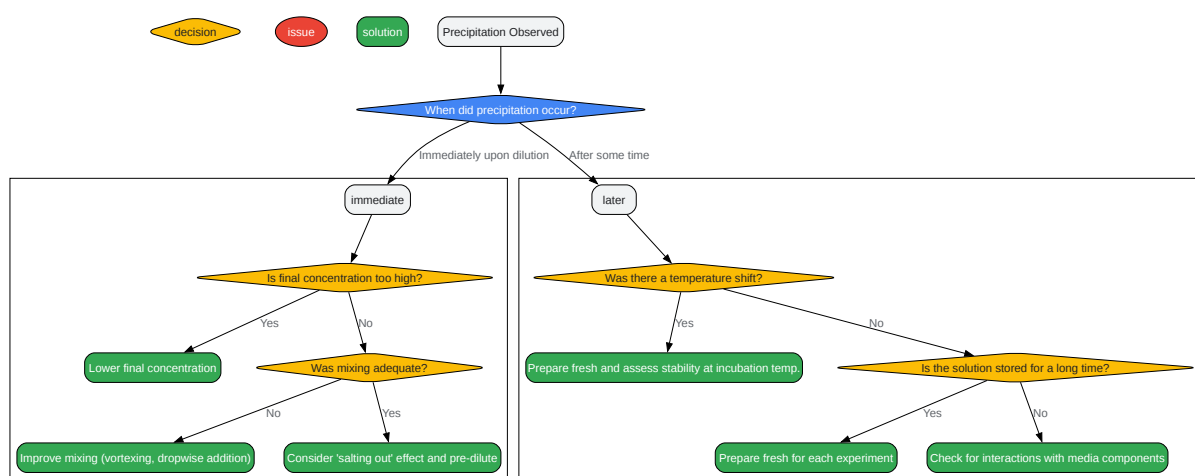 decision
issue
solution
Precipitation Observed
When did precipitation occur?
Immediately upon dilution
After some time
immediate
later
Is final concentration too high?
Was there a temperature shift?
Yes
No
Yes
No
Lower final concentration
Was mixing adequate?
Prepare fresh and assess stability at incubation temp.
Is the solution stored for a long time?
No
Yes
Yes
No
Improve mixing (vortexing, dropwise addition)
Consider 'salting out' effect and pre-dilute
Prepare fresh for each experiment
Check for interactions with media components